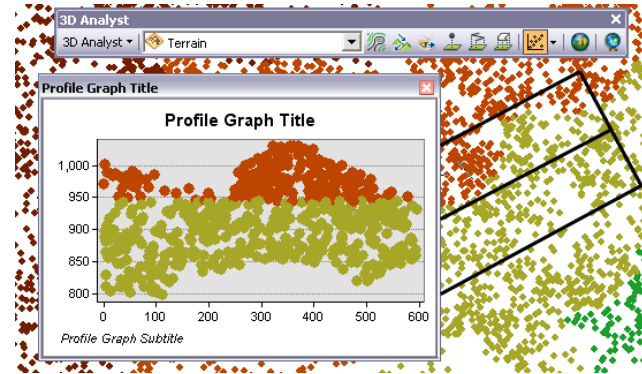 3D Analyst
3D Analyst
Terrain
Profile Graph Title
Profile Graph Title
1,000
950
900
850
800
0 100 200 300 400 500 600
Profile Graph Subtitle